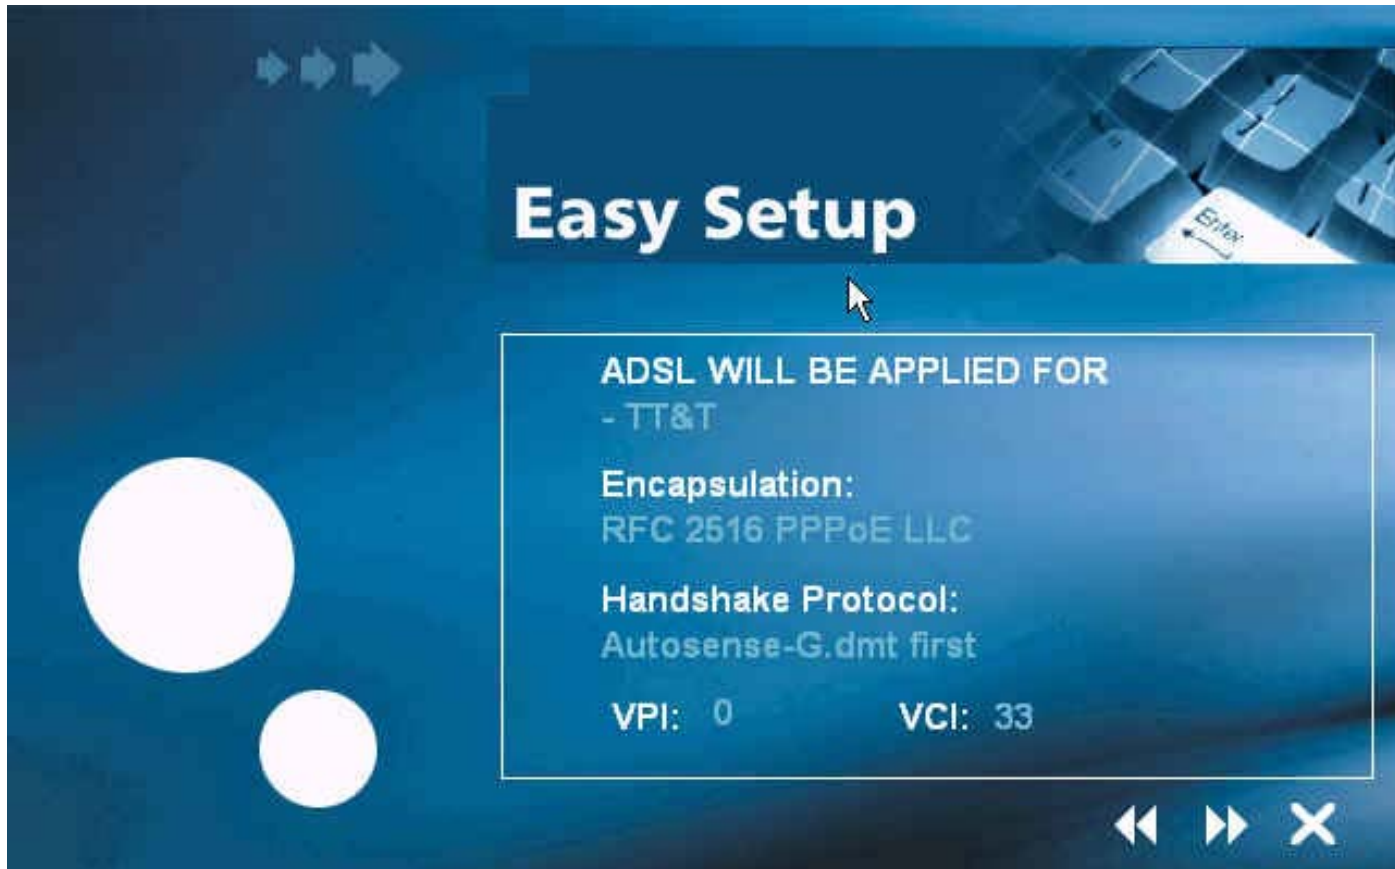 Easy Setup
Enter
ADSL WILL BE APPLIED FOR
- TT&T
Encapsulation:
RFC 2516 PPPoE LLC
Handshake Protocol:
Autosense-G.dmt first
VPI: 0 VCI: 33